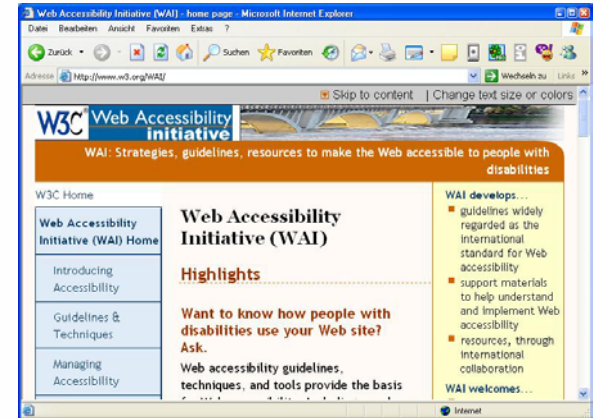 Web Accessibility Initiative (WAI) - home page - Microsoft Internet Explorer
Datei Bearbeiten Ansicht Favoriten Extras ?
Zurück Suchen Favoriten
Adresse http://www.w3.org/WAI/ Wechseln zu Links »
Skip to content | Change text size or colors
W3C Web Accessibility
initiative
WAI: Strategies, guidelines, resources to make the Web accessible to people with
disabilities
W3C Home
Web Accessibility
Initiative (WAI) Home
Introducing
Accessibility
Guidelines &
Techniques
Managing
Accessibility
Web Accessibility
Initiative (WAI)
Highlights
Want to know how people with
disabilities use your Web site?
Ask.
Web accessibility guidelines,
techniques, and tools provide the basis
WAI develops...
guidelines widely
regarded as the
international
standard for Web
accessibility
support materials
to help understand
and implement Web
accessibility
resources, through
international
collaboration
WAI welcomes...
Internet